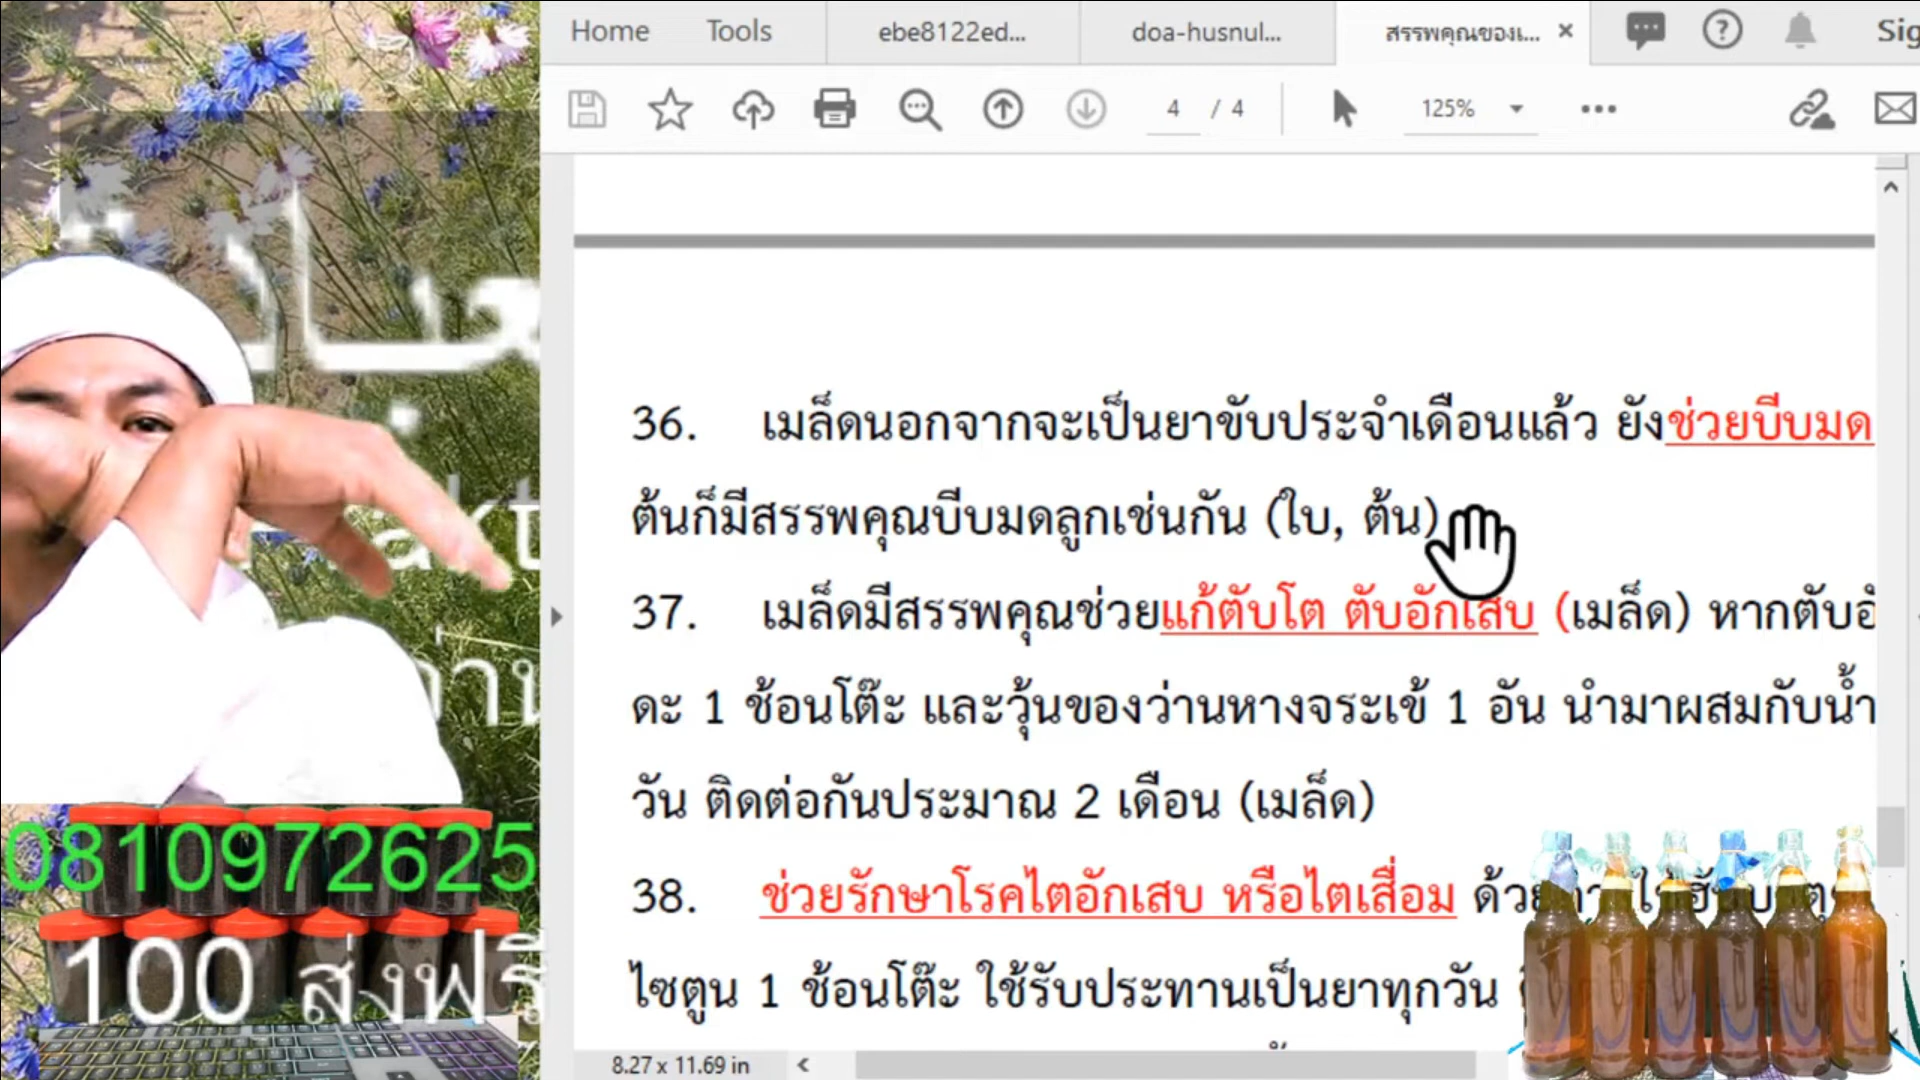 Home Tools ebe8122ed... doa-husnul... สรรพคุณของเ... Sig
4 / 4 125%
36. เมล็ดนอกจากจะเป็นยาขับประจำเดือนแล้ว ยังช่วยบีบมด
ต้นก็มีสรรพคุณบีบมดลูกเช่นกัน (ใบ, ต้น)
37. เมล็ดมีสรรพคุณช่วยแก้ตับโต ตับอักเสบ (เมล็ด) หากตับอั
ดะ 1 ช้อนโต๊ะ และวุ้นของว่านหางจระเข้ 1 อัน นำมาผสมกับน้ำ
วัน ติดต่อกันประมาณ 2 เดือน (เมล็ด)
38. ช่วยรักษาโรคไตอักเสบ หรือไตเสื่อม
ไซตูน 1 ช้อนโต๊ะ ใช้รับประทานเป็นยาทุกวัน
8.27 x 11.69 in
0810972625
100 ส่งฟรี